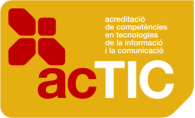 acreditació
de competències
en tecnologies
de la informació
i la comunicació
acTIC